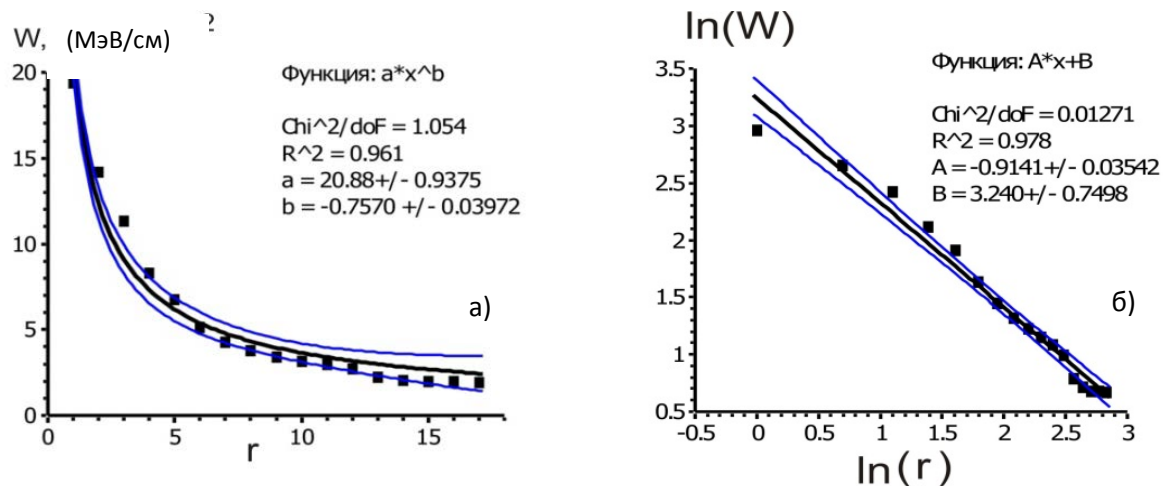 W, (МэВ/см) 2
Функция: a*x^b
Chi^2/doF = 1.054
R^2 = 0.961
a = 20.88+/- 0.9375
b = -0.7570 +/- 0.03972
а)
20
15
10
5
0
0 5 10 15
r
ln(W)
Функция: A*x+B
Chi^2/doF = 0.01271
R^2 = 0.978
A = -0.9141+/- 0.03542
B = 3.240+/- 0.7498
б)
3.5
3
2.5
2
1.5
1
0.5
-0.5 0 0.5 1 1.5 2 2.5 3
ln(r)